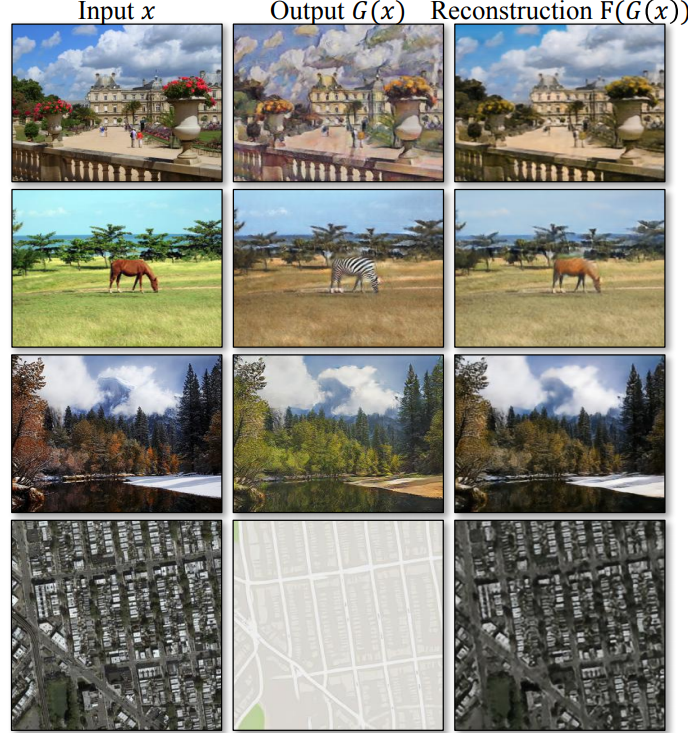 Input 𝑥 Output 𝐺(𝑥) Reconstruction F(𝐺(𝑥))